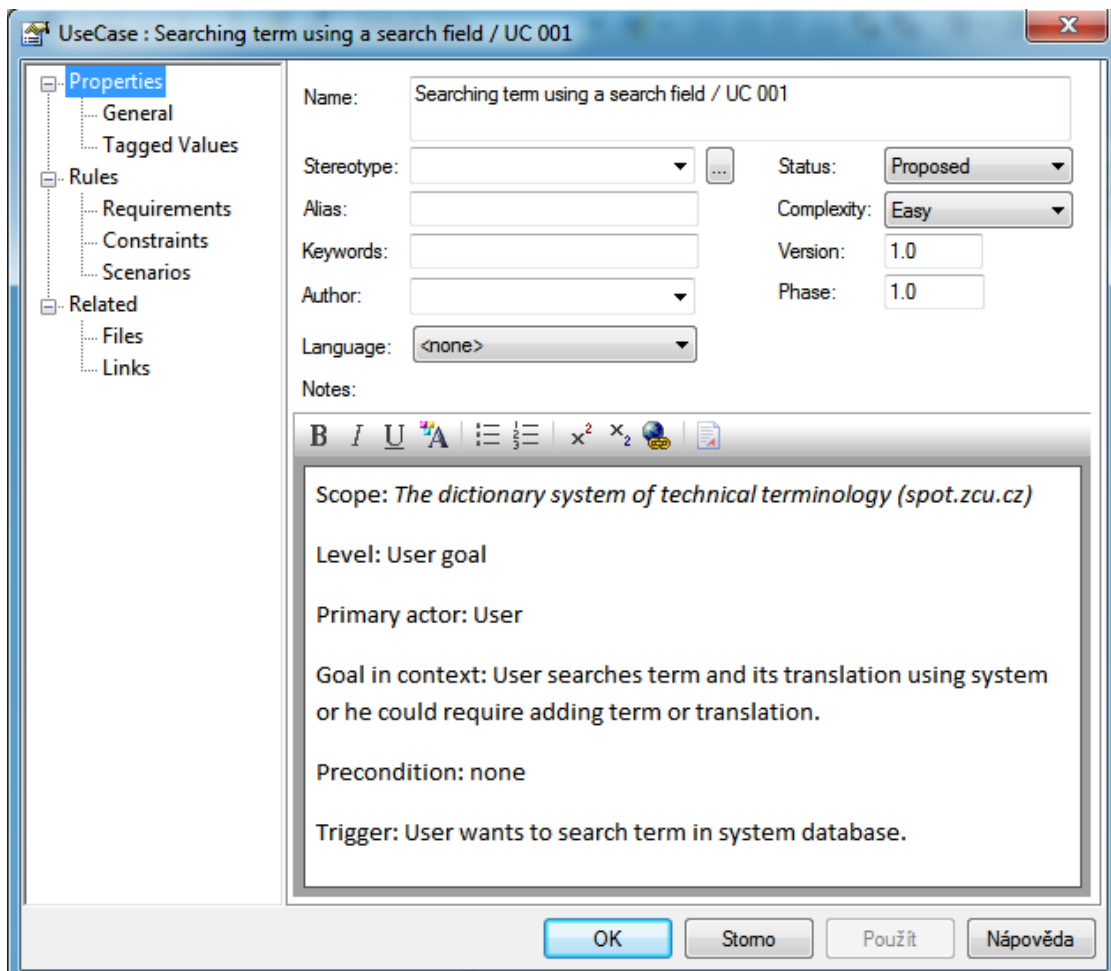 UseCase : Searching term using a search field / UC 001
Properties
General
Tagged Values
Rules
Requirements
Constraints
Scenarios
Related
Files
Links
Name: Searching term using a search field / UC 001
Stereotype: ... Status: Proposed
Alias: Complexity: Easy
Keywords: Version: 1.0
Author: Phase: 1.0
Language: <none>
Notes:
B I U A x² x₂
Scope: The dictionary system of technical terminology (spot.zcu.cz)
Level: User goal
Primary actor: User
Goal in context: User searches term and its translation using system
or he could require adding term or translation.
Precondition: none
Trigger: User wants to search term in system database.
OK Storno Použít Nápověda